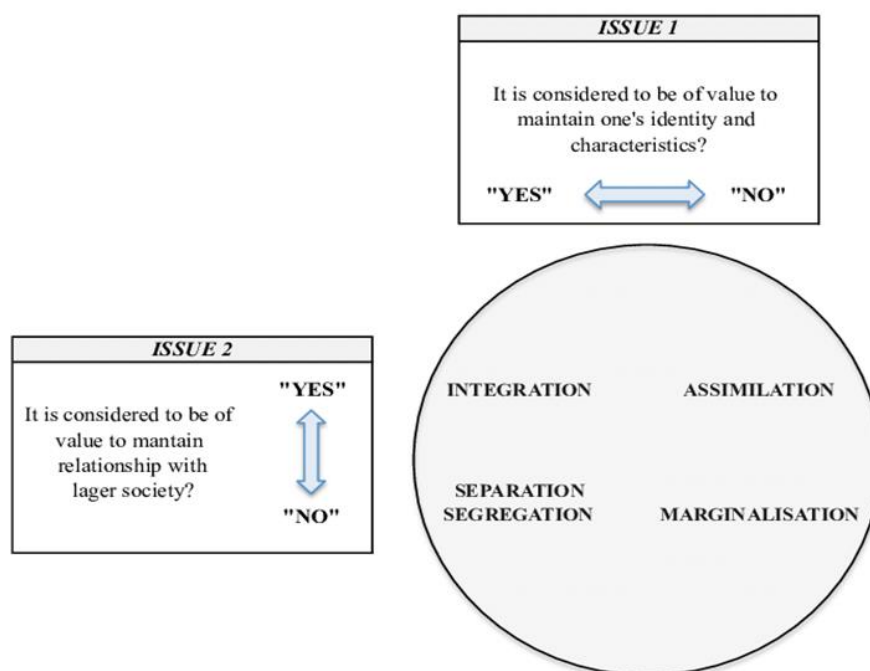 ISSUE 1
It is considered to be of value to
maintain one's identity and
characteristics?
"YES" "NO"
ISSUE 2
"YES"
It is considered to be of
value to mantain
relationship with
lager society?
"NO"
INTEGRATION ASSIMILATION
SEPARATION
SEGREGATION MARGINALISATION